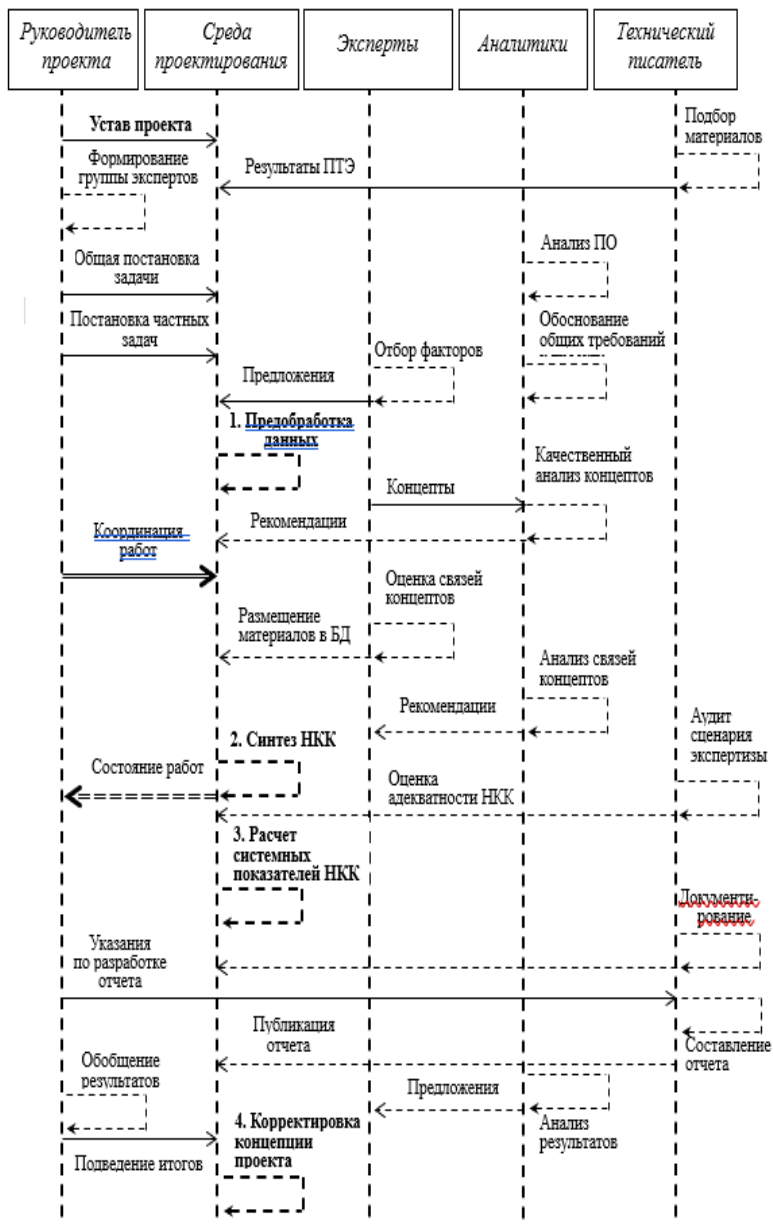 Руководитель
проекта
Среда
проектирования
Эксперты
Аналитики
Технический
писатель
Устав проекта
Подбор
материалов
Формирование
группы экспертов
Результаты ПТЭ
Анализ ПО
Общая постановка
задачи
Постановка частных
задач
Обоснование
общих требований
Отбор факторов
Предложения
1. Предобработка
данных
Качественный
анализ концептов
Концепты
Рекомендации
Координация
работ
Оценка связей
концептов
Размещение
материалов в БД
Анализ связей
концептов
Рекомендации
Аудит
сценария
экспертизы
2. Синтез НКК
Состояние работ
Оценка
адекватности НКК
3. Расчет
системных
показателей НКК
Документи-
рование
Указания
по разработке
отчета
Публикация
отчета
Составление
отчета
Обобщение
результатов
Предложения
Анализ
результатов
4. Корректировка
концепции
проекта
Подведение итогов